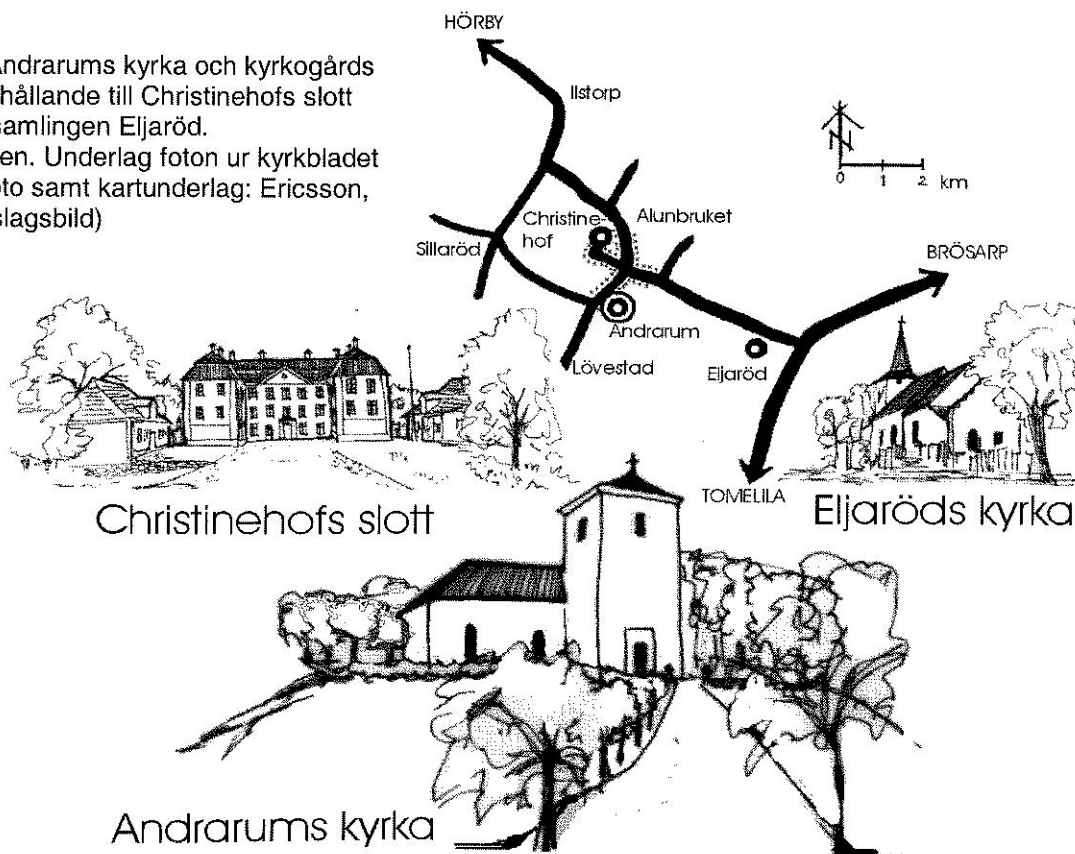 Andrarums kyrka och kyrkogårds
hållande till Christinehofs slott
samlingen Eljaröd.
en. Underlag foton ur kyrkbladet
oto samt kartunderlag: Ericsson,
slagsbild)
HÖRBY
Ilstorp
N
0 1 2 km
Christine-
hof
Alunbruket
Sillaröd
BRÖSARP
Andrarum
Lövestad
Eljaröd
TOMELILA
Christinehofs slott
Eljaröds kyrka
Andrarums kyrka